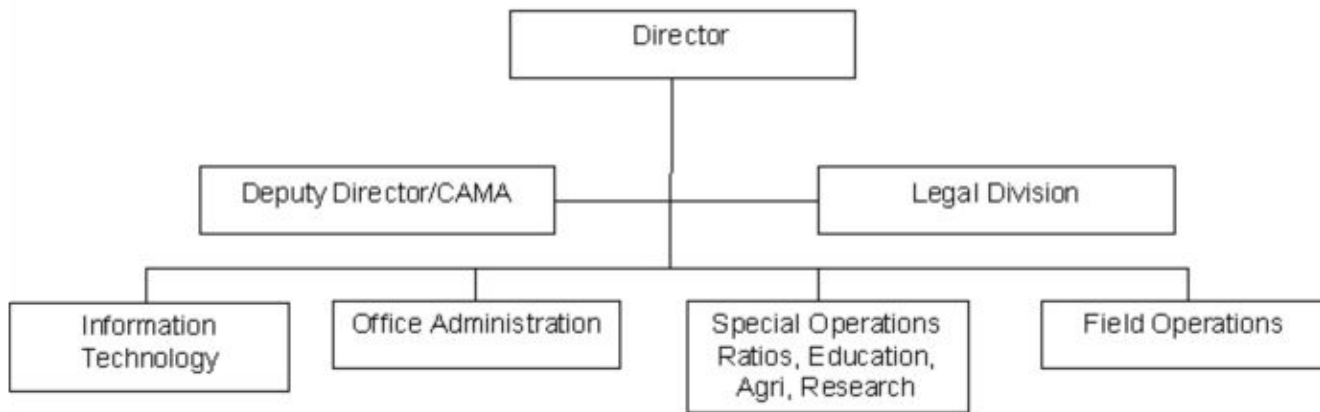 Director
Deputy Director/CAMA
Legal Division
Information
Technology
Office Administration
Special Operations
Ratios, Education,
Agri, Research
Field Operations